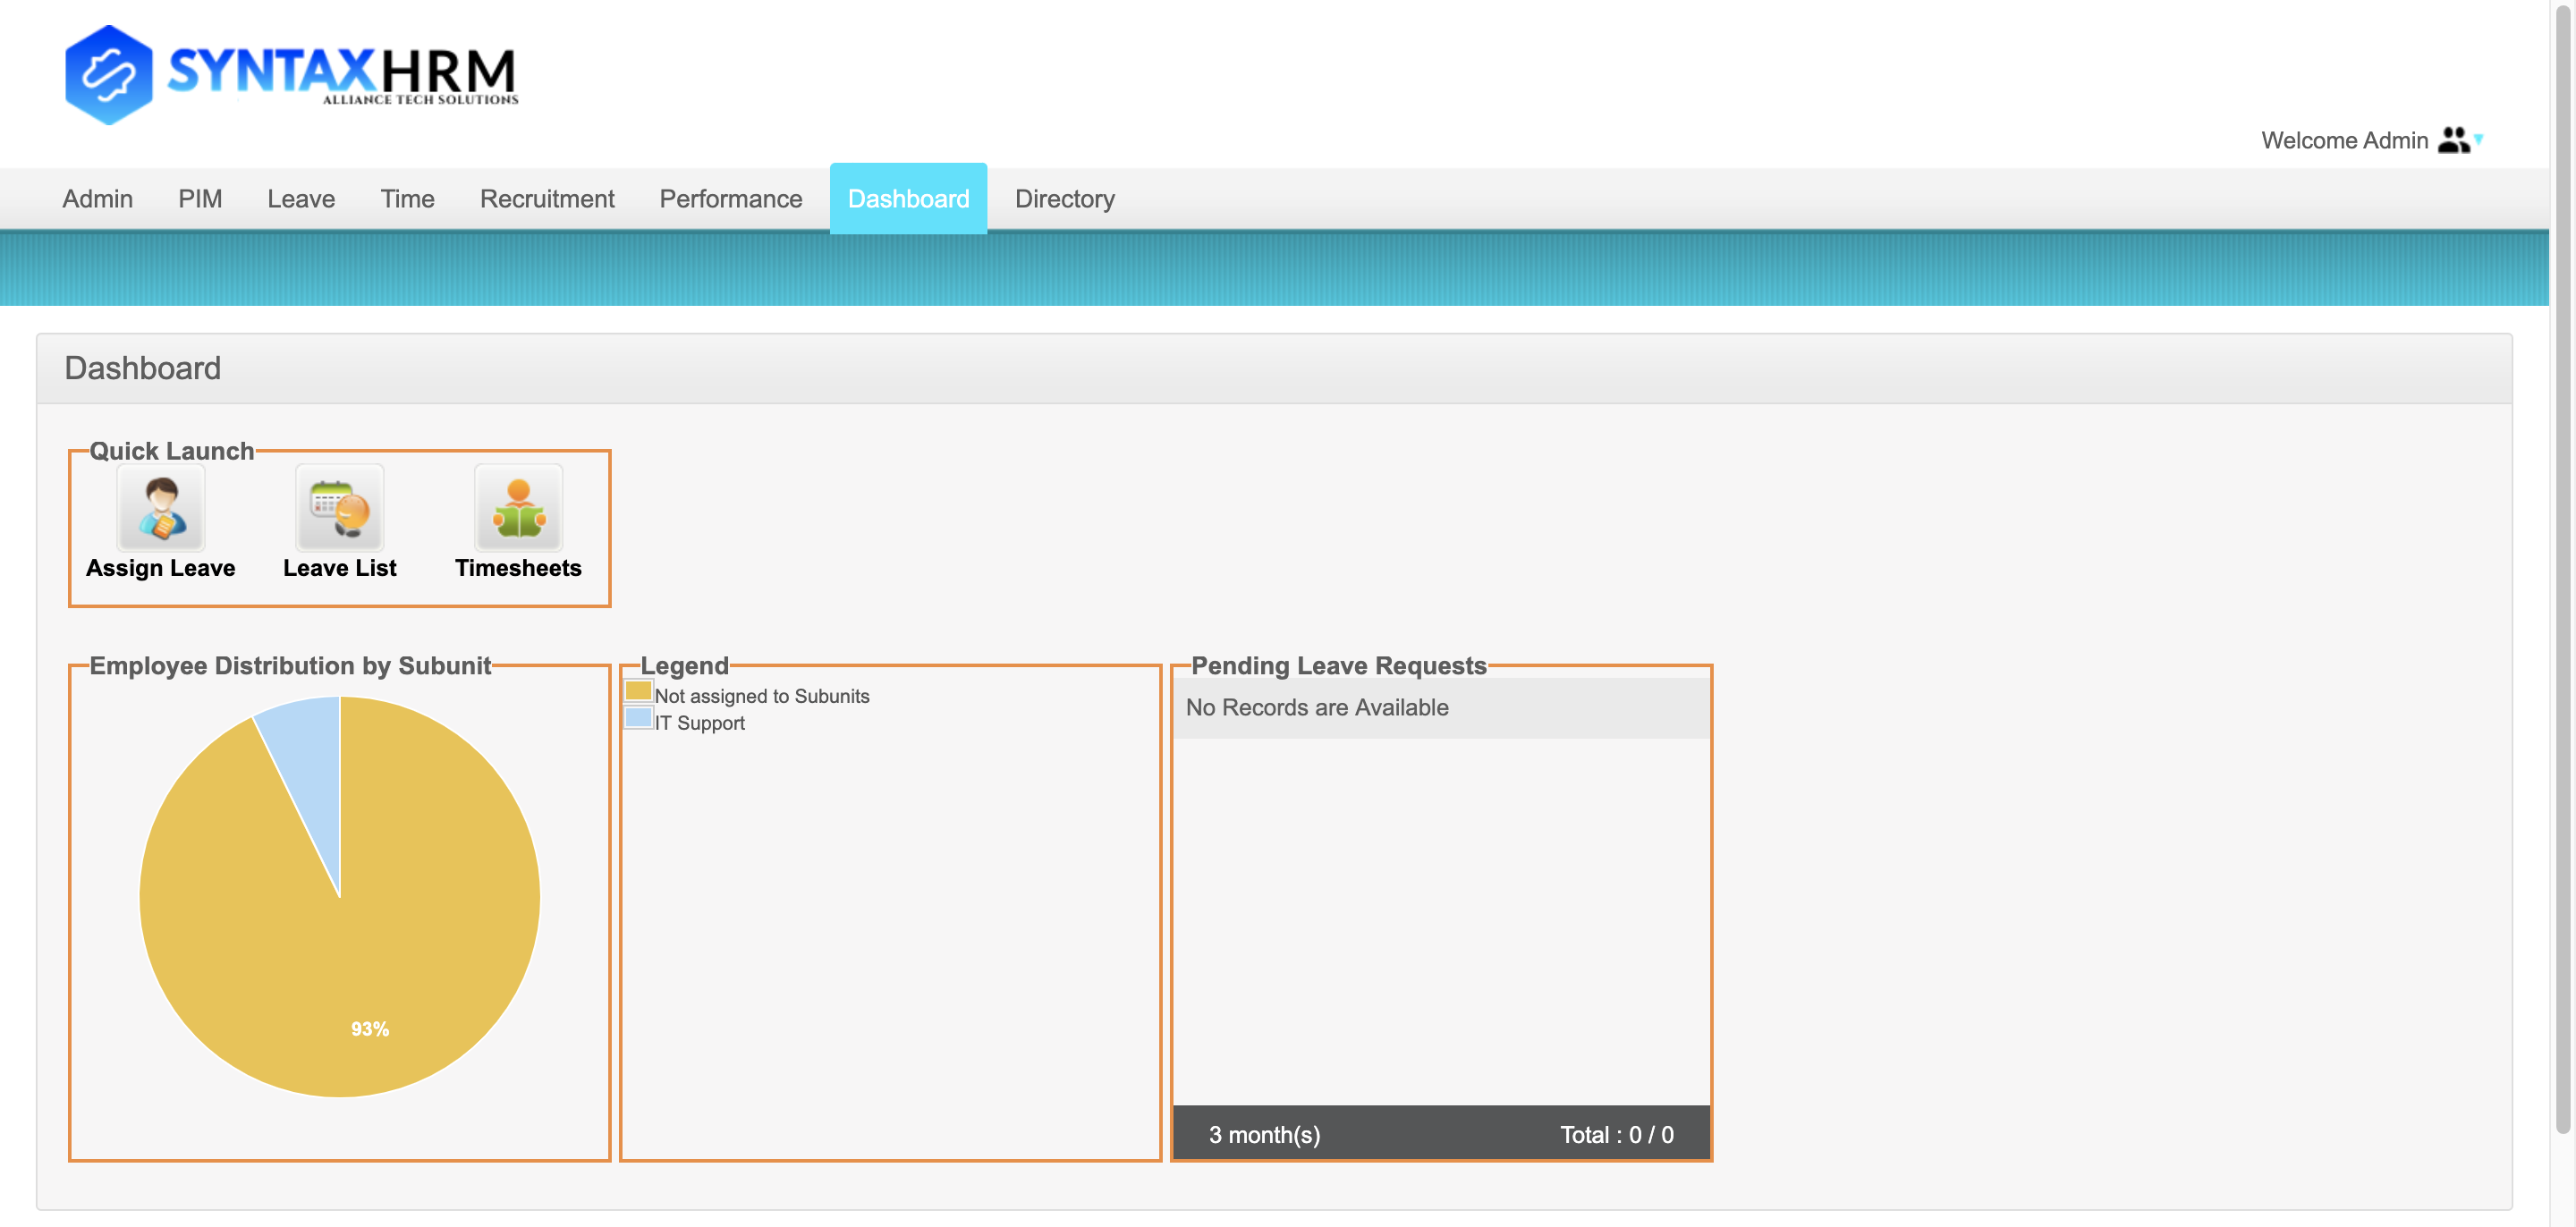 SYNTAXHRM
ALLIANCE TECH SOLUTIONS
Welcome Admin
Admin PIM Leave Time Recruitment Performance Dashboard Directory
Dashboard
Quick Launch
Assign Leave Leave List Timesheets
Employee Distribution by Subunit
93%
Legend
Not assigned to Subunits
IT Support
Pending Leave Requests
No Records are Available
3 month(s) Total : 0 / 0